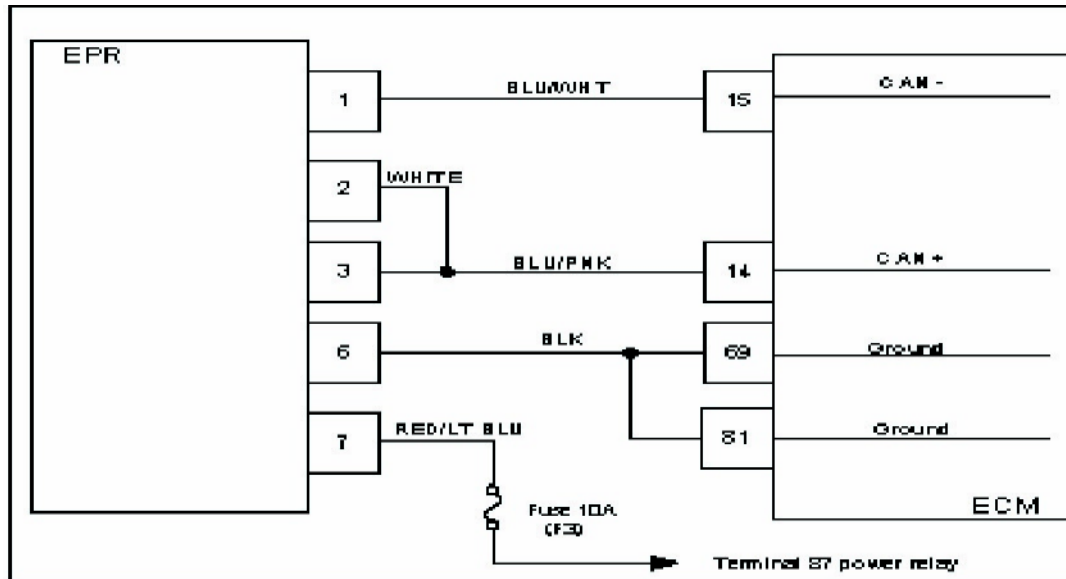 EPR
1
BLU/WHT
15
CAN -
2
WHITE
3
BLU/PNK
14
CAN +
6
BLK
69
Ground
7
RED/LT BLU
81
Ground
Fuse 10A
(F3)
ECM
Terminal 87 power relay